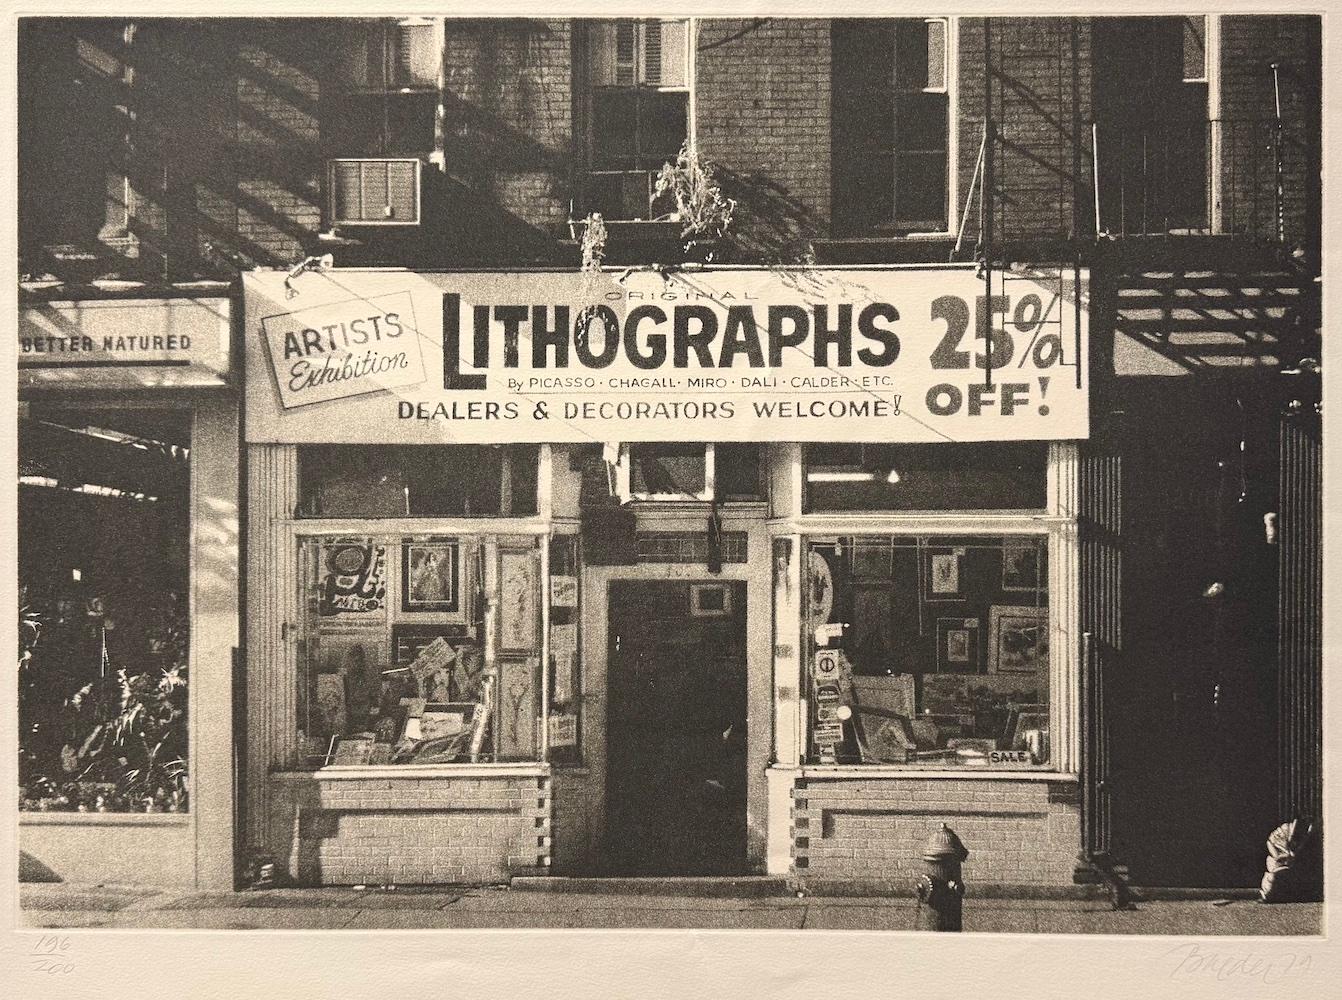 BETTER NATURED
ARTISTS
Exhibition
ORIGINAL
LITHOGRAPHS
By PICASSO · CHAGALL · MIRO · DALI · CALDER · ETC.
DEALERS & DECORATORS WELCOME!
25%
OFF!
MIRO
SALE
196
200